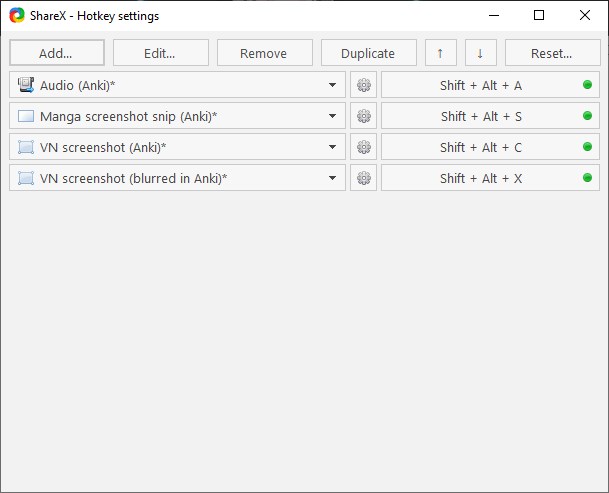 ShareX - Hotkey settings
Add... Edit... Remove Duplicate ↑ ↓ Reset...
Audio (Anki)* Shift + Alt + A
Manga screenshot snip (Anki)* Shift + Alt + S
VN screenshot (Anki)* Shift + Alt + C
VN screenshot (blurred in Anki)* Shift + Alt + X